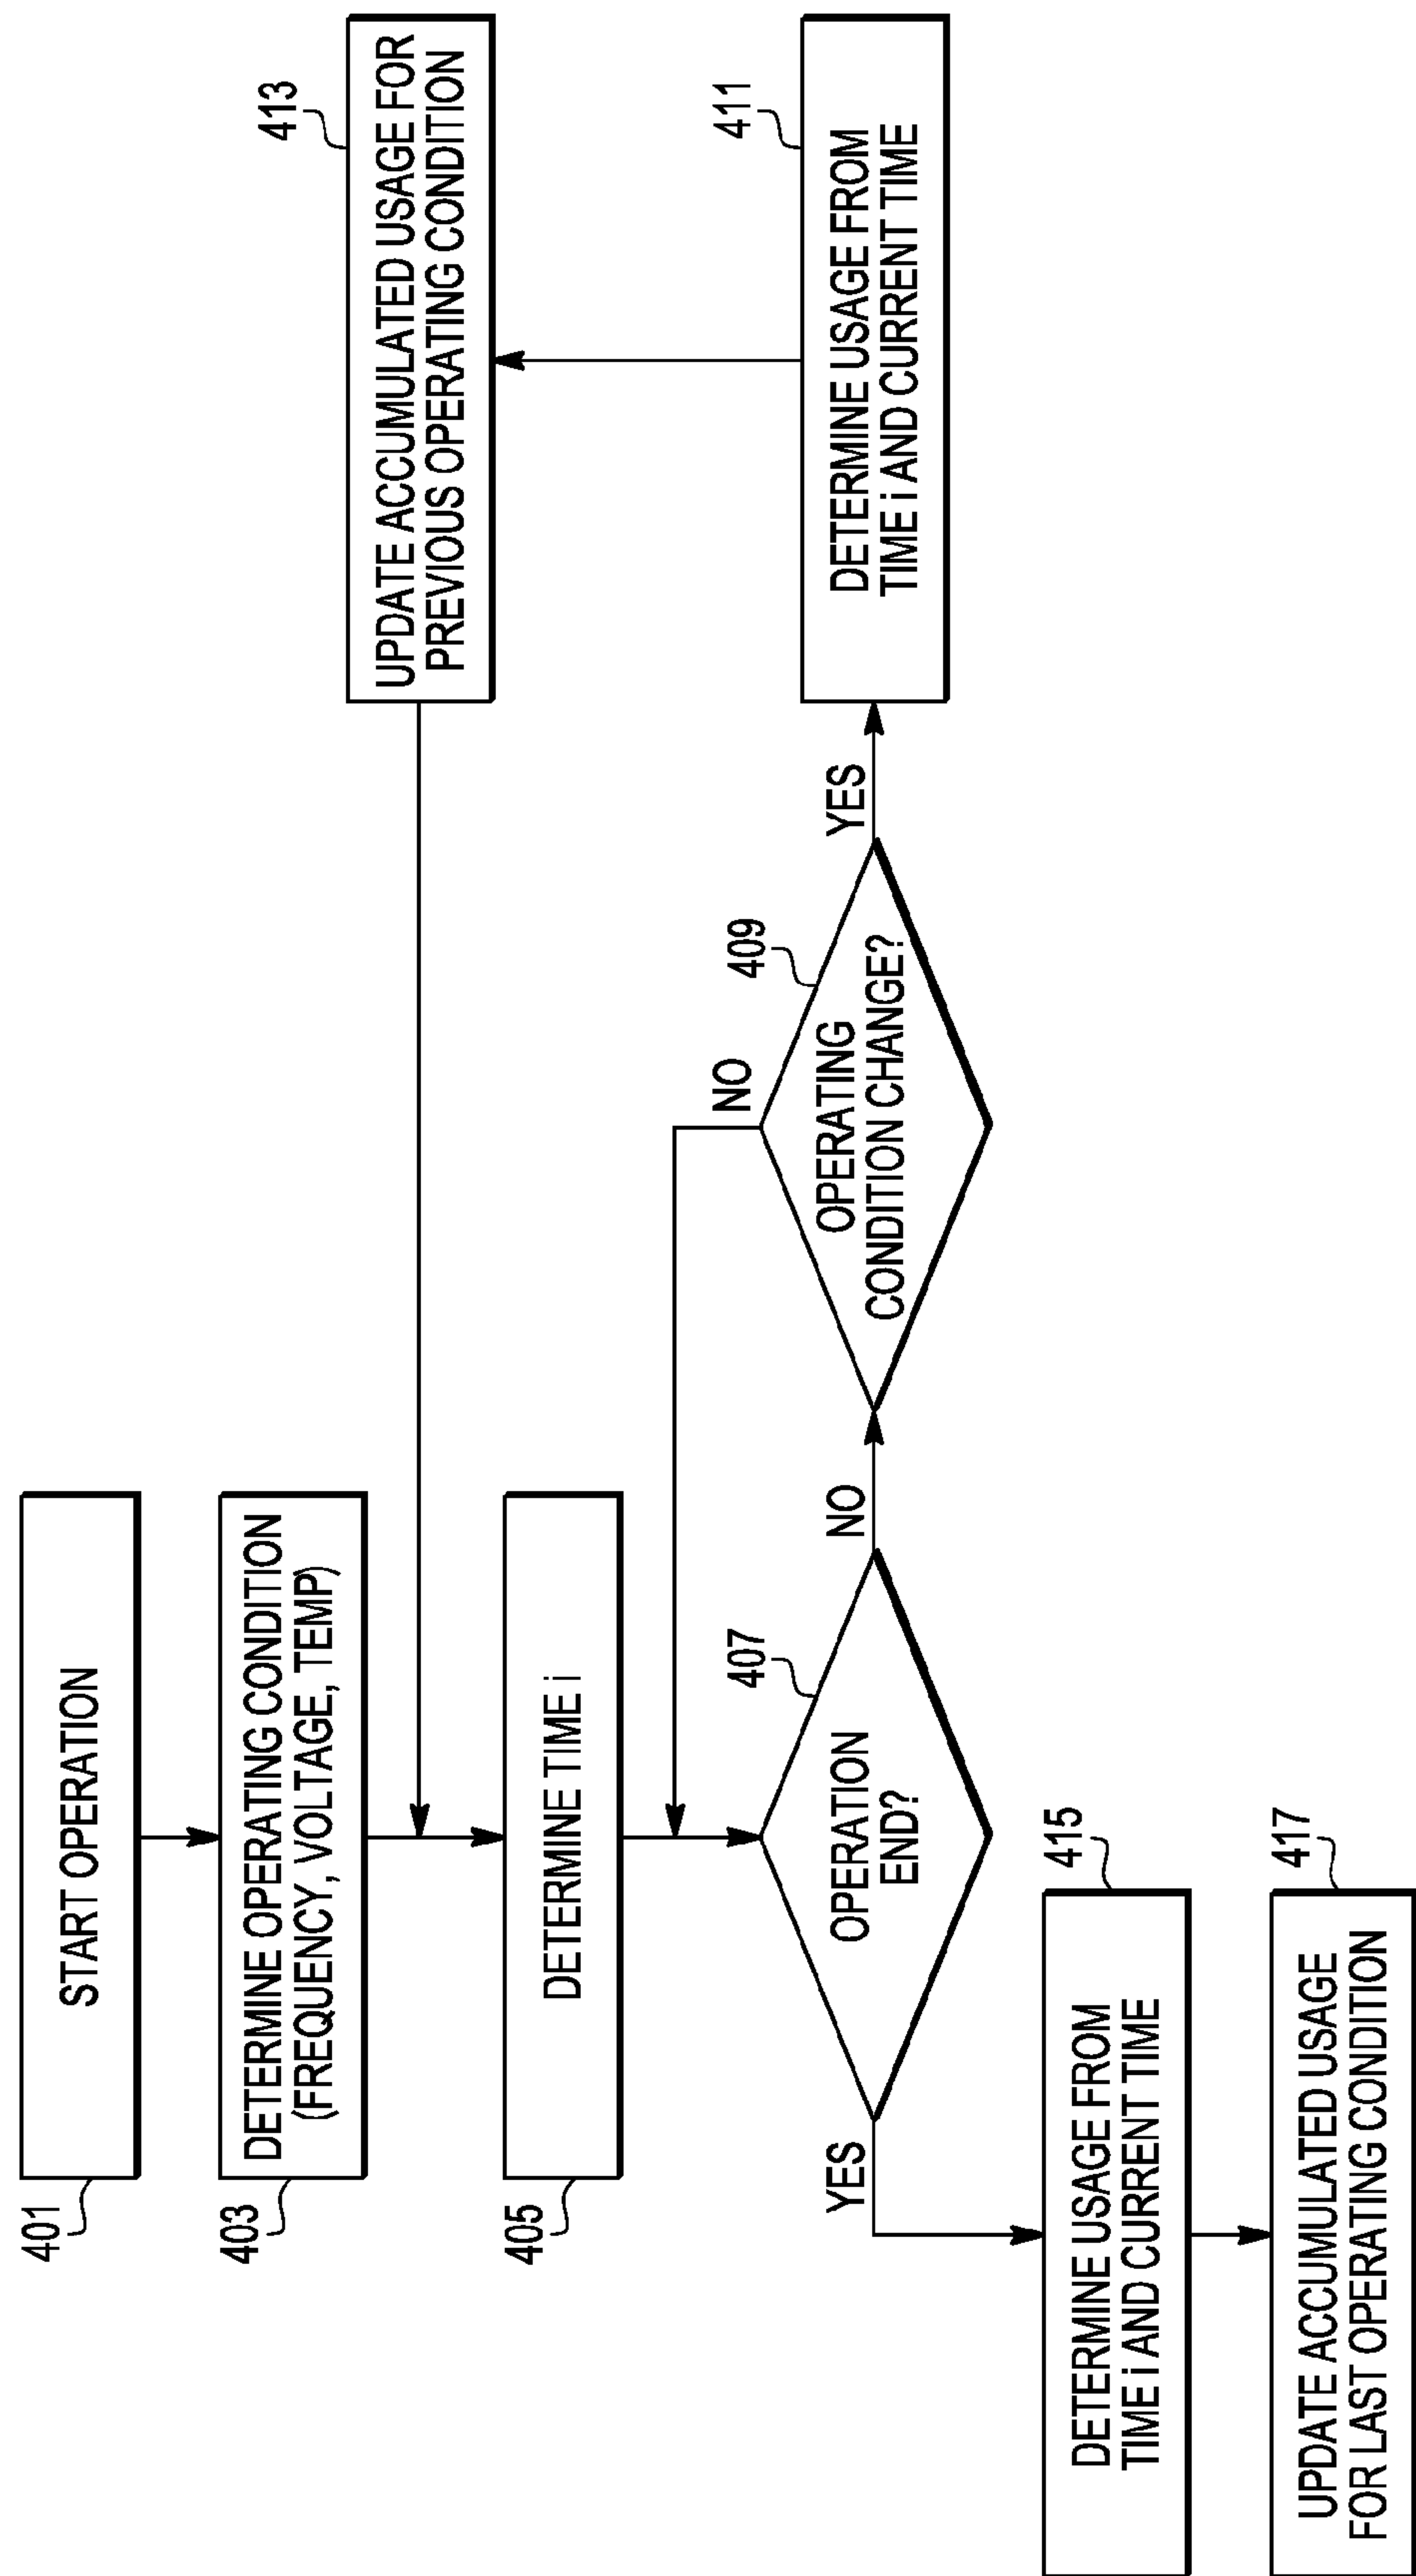 401
START OPERATION
403
DETERMINE OPERATING CONDITION
(FREQUENCY, VOLTAGE, TEMP)
405
DETERMINE TIME i
407
OPERATION
END?
YES
NO
409
OPERATING
CONDITION CHANGE?
NO
YES
411
DETERMINE USAGE FROM
TIME i AND CURRENT TIME
413
UPDATE ACCUMULATED USAGE FOR
PREVIOUS OPERATING CONDITION
415
DETERMINE USAGE FROM
TIME i AND CURRENT TIME
417
UPDATE ACCUMULATED USAGE
FOR LAST OPERATING CONDITION